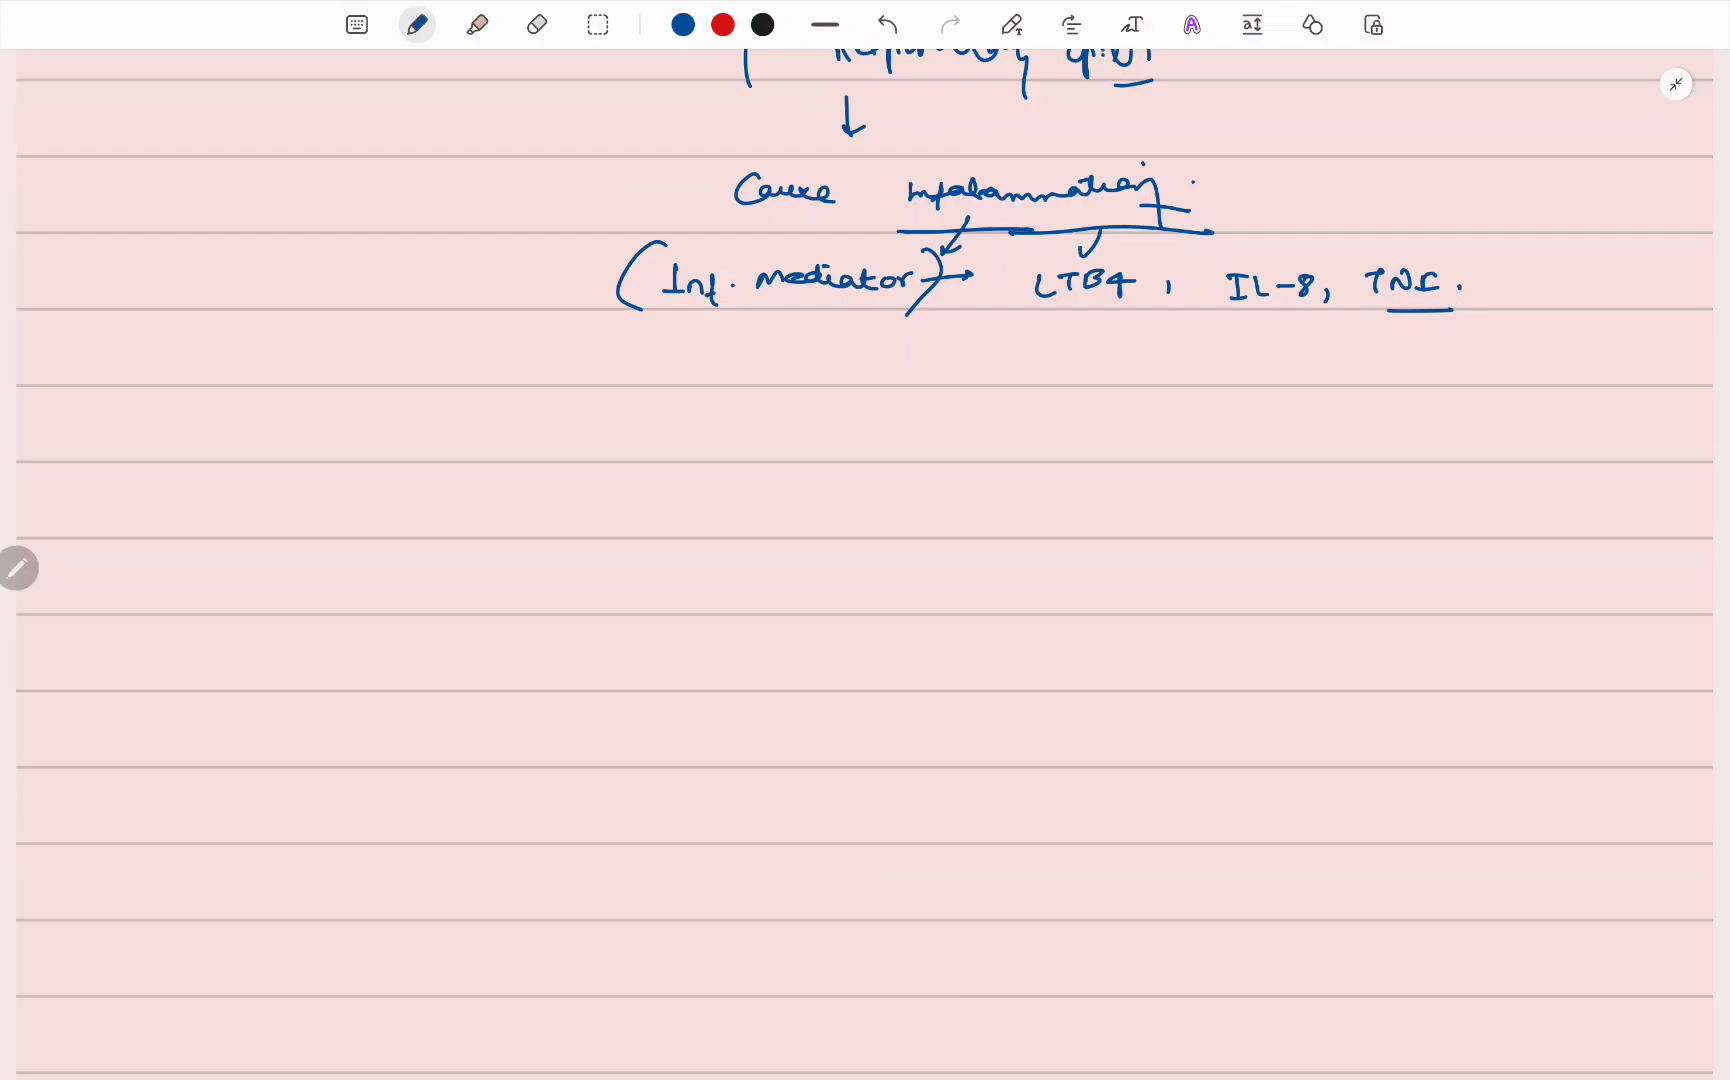 Cause inflammation
(Inf. mediator) → LTB4, IL-8, TNF.